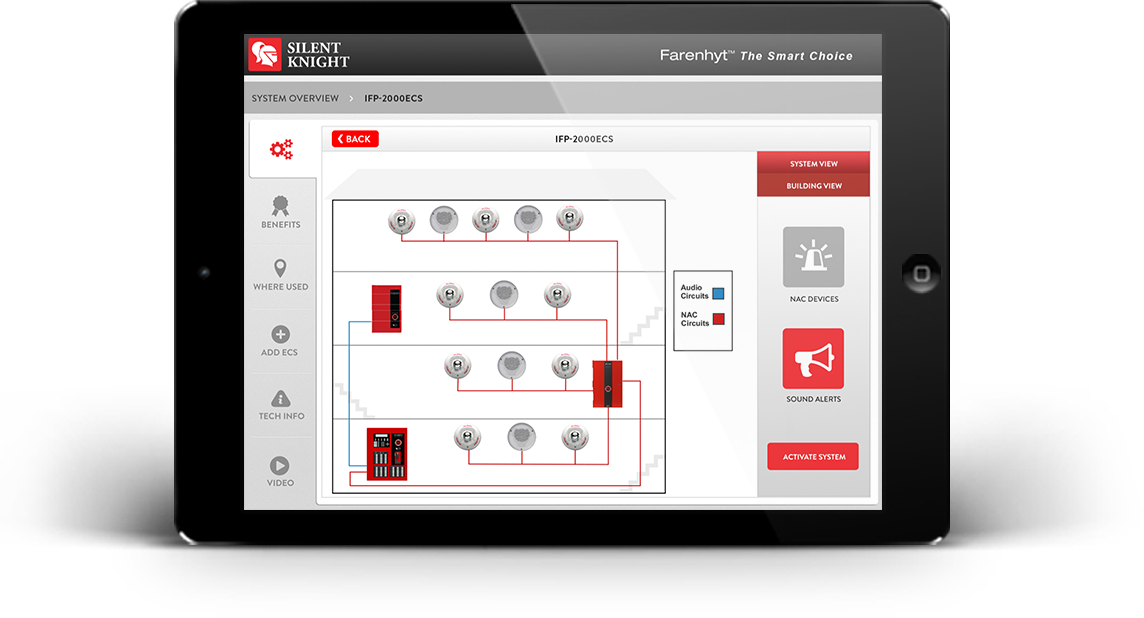 SILENT
KNIGHT
Farenhyt™ The Smart Choice
SYSTEM OVERVIEW › IFP-2000ECS
❮ BACK
IFP-2000ECS
SYSTEM VIEW
BUILDING VIEW
BENEFITS
WHERE USED
ADD ECS
TECH INFO
VIDEO
Audio
Circuits
NAC
Circuits
NAC DEVICES
SOUND ALERTS
ACTIVATE SYSTEM